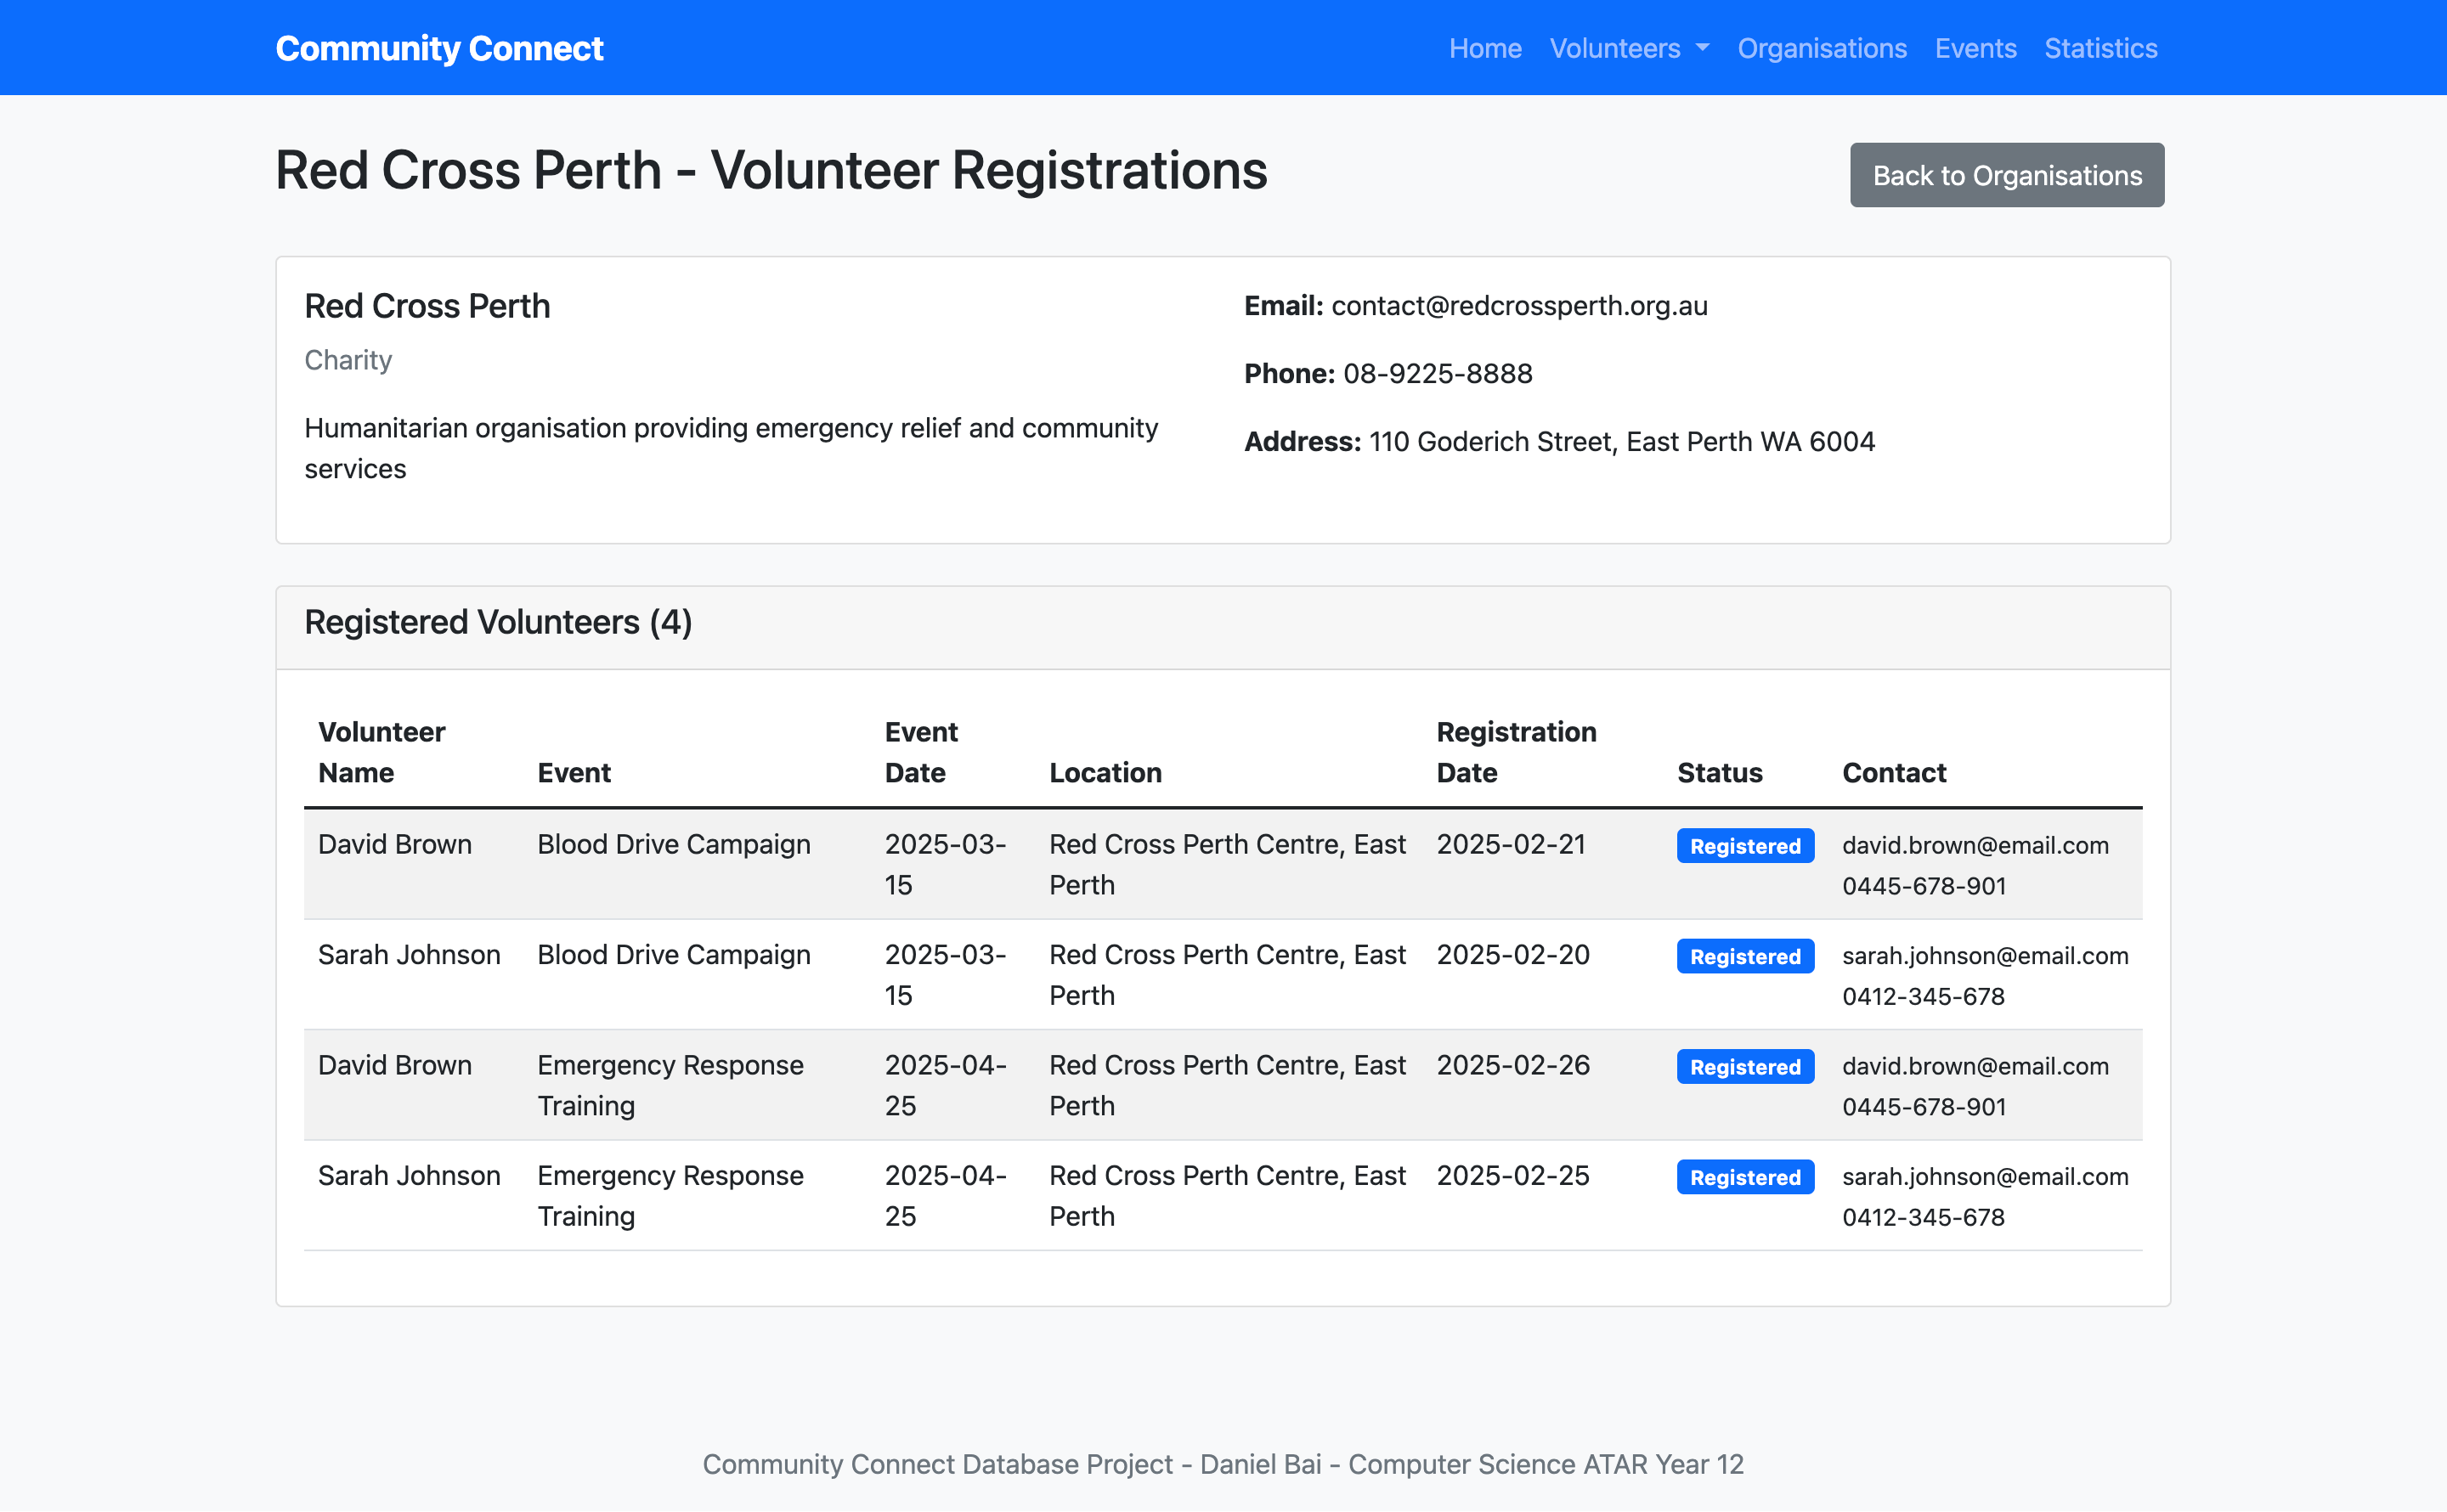 Community Connect
Home Volunteers Organisations Events Statistics
Red Cross Perth - Volunteer Registrations
Back to Organisations
Red Cross Perth
Charity
Humanitarian organisation providing emergency relief and community
services
Email: contact@redcrossperth.org.au
Phone: 08-9225-8888
Address: 110 Goderich Street, East Perth WA 6004
Registered Volunteers (4)
Volunteer Event Registration
Name Event Date Location Date Status Contact
David Brown Blood Drive Campaign 2025-03- Red Cross Perth Centre, East 2025-02-21 Registered david.brown@email.com
15 Perth 0445-678-901
Sarah Johnson Blood Drive Campaign 2025-03- Red Cross Perth Centre, East 2025-02-20 Registered sarah.johnson@email.com
15 Perth 0412-345-678
David Brown Emergency Response 2025-04- Red Cross Perth Centre, East 2025-02-26 Registered david.brown@email.com
Training 25 Perth 0445-678-901
Sarah Johnson Emergency Response 2025-04- Red Cross Perth Centre, East 2025-02-25 Registered sarah.johnson@email.com
Training 25 Perth 0412-345-678
Community Connect Database Project - Daniel Bai - Computer Science ATAR Year 12